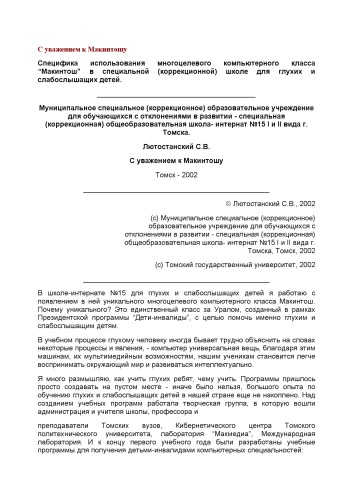 С уважением к Макинтошу
Специфика использования многоцелевого компьютерного класса
“Макинтош” в специальной (коррекционной) школе для глухих и
слабослышащих детей.
Муниципальное специальное (коррекционное) образовательное учреждение
для обучающихся с отклонениями в развитии - специальная
(коррекционная) общеобразовательная школа- интернат №15 I и II вида г.
Томска.
Лютостанский С.В.
С уважением к Макинтошу
Томск - 2002
© Лютостанский С.В., 2002
(с) Муниципальное специальное (коррекционное)
образовательное учреждение для обучающихся с
отклонениями в развитии - специальная (коррекционная)
общеобразовательная школа- интернат №15 I и II вида г.
Томска, Томск, 2002
(с) Томский государственный университет, 2002
В школе-интернате №15 для глухих и слабослышащих детей я работаю с
появлением в ней уникального многоцелевого компьютерного класса Макинтош.
Почему уникального? Это единственный класс за Уралом, созданный в рамках
Президентской программы “Дети-инвалиды”, с целью помочь именно глухим и
слабослышащим детям.
В учебном процессе глухому человеку иногда бывает трудно объяснить на словах
некоторые процессы и явления, - компьютер универсальная вещь, благодаря этим
машинам, их мультимедийным возможностям, нашим ученикам становится легче
воспринимать окружающий мир и развиваться интеллектуально.
Я много размышляю, как учить глухих ребят, чему учить. Программы пришлось
просто создавать на пустом месте - иначе было нельзя, большого опыта по
обучению глухих и слабослышащих детей в нашей стране еще не накоплено. Над
созданием учебных программ работала творческая группа, в которую вошли
администрация и учителя школы, профессора и
преподаватели Томских вузов, Кибернетического центра Томского
политехнического университета, лаборатория “Макмедиа”, Международная
лаборатория. И к концу первого учебного года были разработаны учебные
программы для получения детьми-инвалидами компьютерных специальностей: